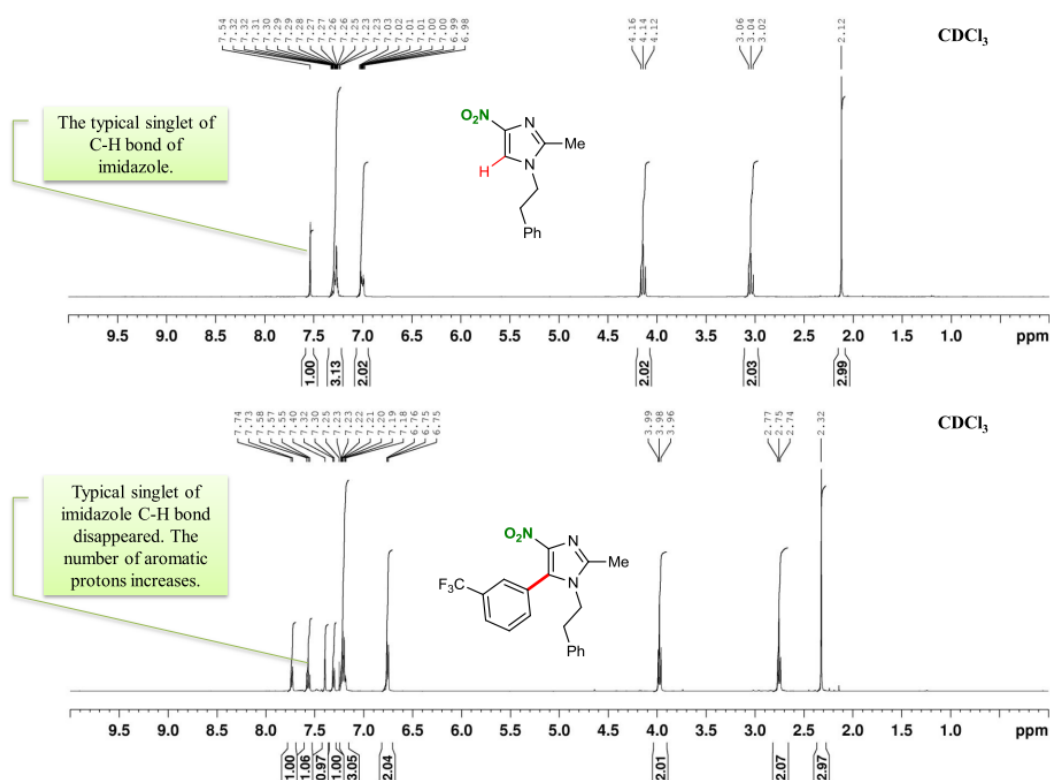 7.54
7.32
7.32
7.31
7.30
7.29
7.29
7.28
7.27
7.27
7.26
7.26
7.25
7.23
7.23
7.03
7.02
7.01
7.01
7.00
7.00
6.99
6.98
4.16
4.14
4.12
3.06
3.04
3.02
2.12
CDCl₃
The typical singlet of
C-H bond of
imidazole.
O₂N
N
Me
N
H
Ph
9.5 9.0 8.5 8.0 7.5 7.0 6.5 6.0 5.5 5.0 4.5 4.0 3.5 3.0 2.5 2.0 1.5 1.0 ppm
1.00 3.13 2.02 2.02 2.03 2.99
7.74
7.73
7.58
7.57
7.55
7.40
7.32
7.30
7.25
7.23
7.23
7.22
7.21
7.20
7.19
7.18
6.76
6.75
6.75
3.99
3.98
3.96
2.77
2.75
2.74
2.32
CDCl₃
Typical singlet of
imidazole C-H bond
disappeared. The
number of aromatic
protons increases.
O₂N
N
Me
N
F₃C
Ph
9.5 9.0 8.5 8.0 7.5 7.0 6.5 6.0 5.5 5.0 4.5 4.0 3.5 3.0 2.5 2.0 1.5 1.0 ppm
1.00 1.06 0.97 1.00 3.05 2.04 2.01 2.07 2.97